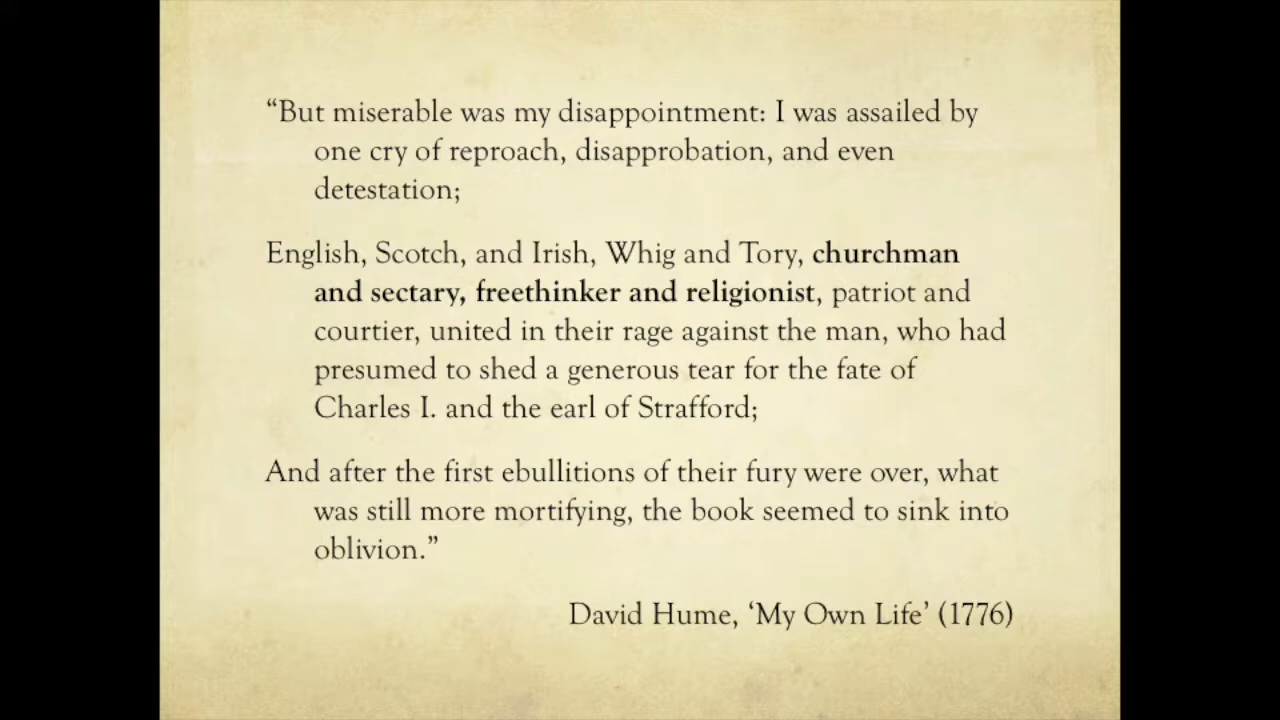 “But miserable was my disappointment: I was assailed by
one cry of reproach, disapprobation, and even
detestation;
English, Scotch, and Irish, Whig and Tory, churchman
and sectary, freethinker and religionist, patriot and
courtier, united in their rage against the man, who had
presumed to shed a generous tear for the fate of
Charles I. and the earl of Strafford;
And after the first ebullitions of their fury were over, what
was still more mortifying, the book seemed to sink into
oblivion.”
David Hume, ‘My Own Life’ (1776)